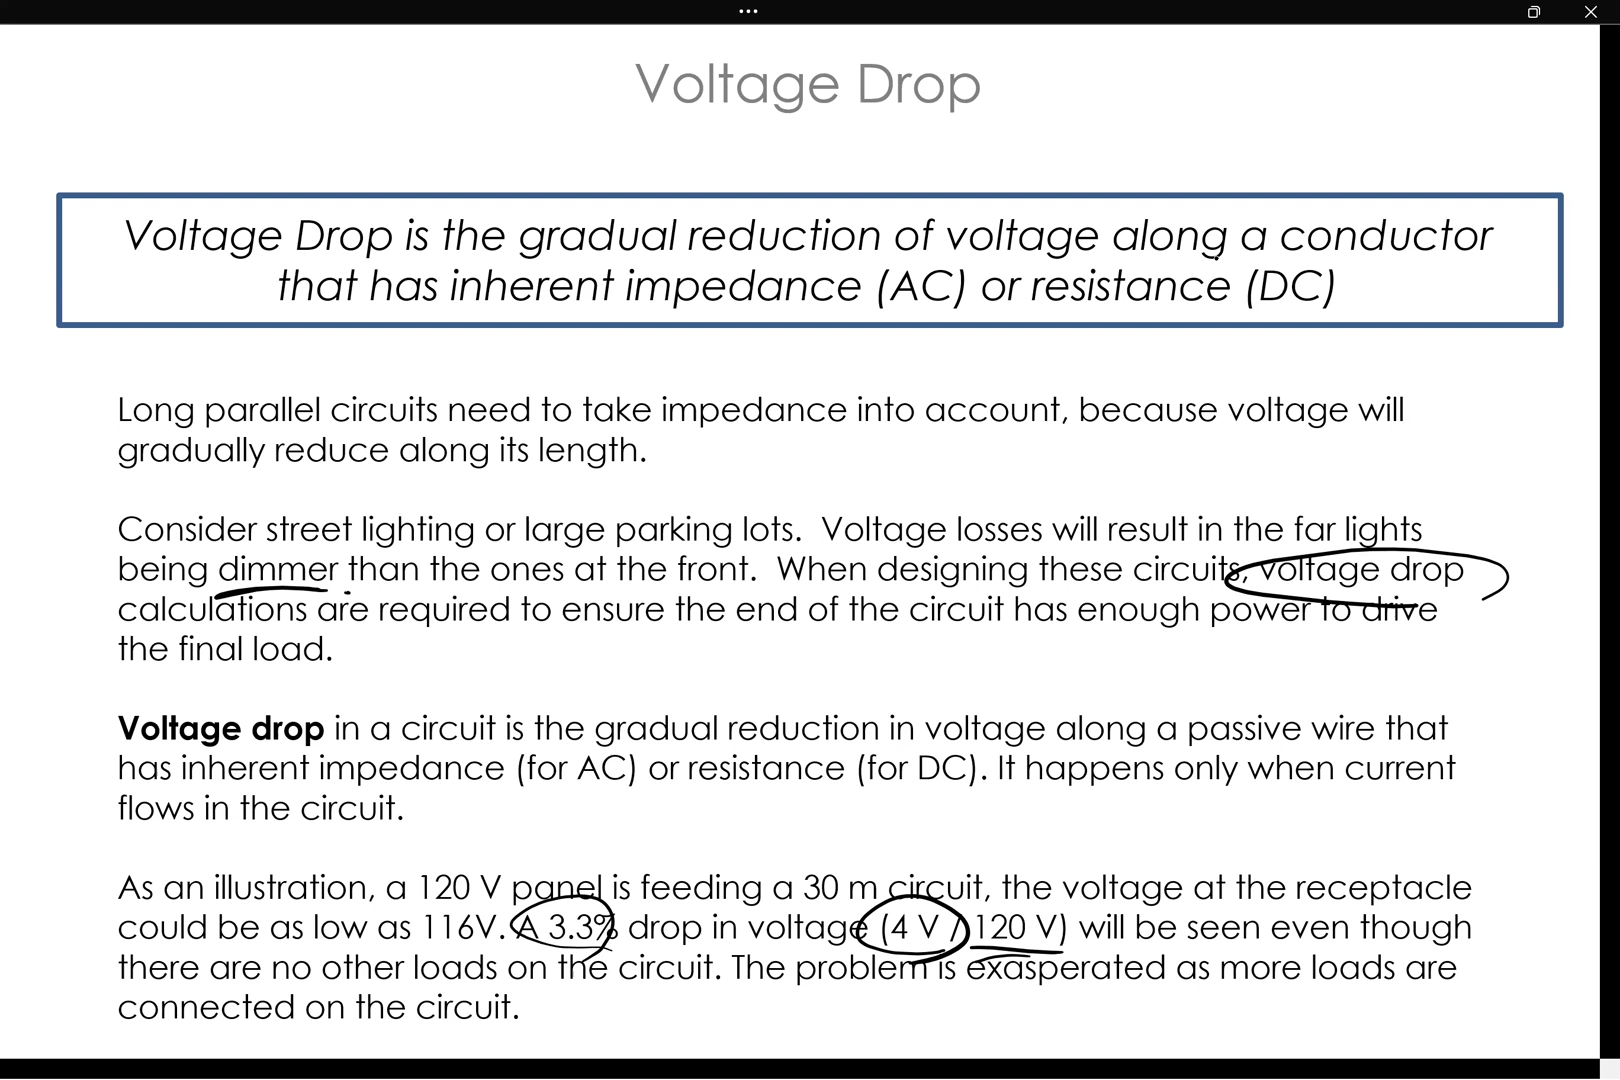 Voltage Drop
Voltage Drop is the gradual reduction of voltage along a conductor
that has inherent impedance (AC) or resistance (DC)
Long parallel circuits need to take impedance into account, because voltage will
gradually reduce along its length.
Consider street lighting or large parking lots.  Voltage losses will result in the far lights
being dimmer than the ones at the front.  When designing these circuits, voltage drop
calculations are required to ensure the end of the circuit has enough power to drive
the final load.
Voltage drop in a circuit is the gradual reduction in voltage along a passive wire that
has inherent impedance (for AC) or resistance (for DC). It happens only when current
flows in the circuit.
As an illustration, a 120 V panel is feeding a 30 m circuit, the voltage at the receptacle
could be as low as 116V. A 3.3% drop in voltage (4 V / 120 V) will be seen even though
there are no other loads on the circuit. The problem is exasperated as more loads are
connected on the circuit.